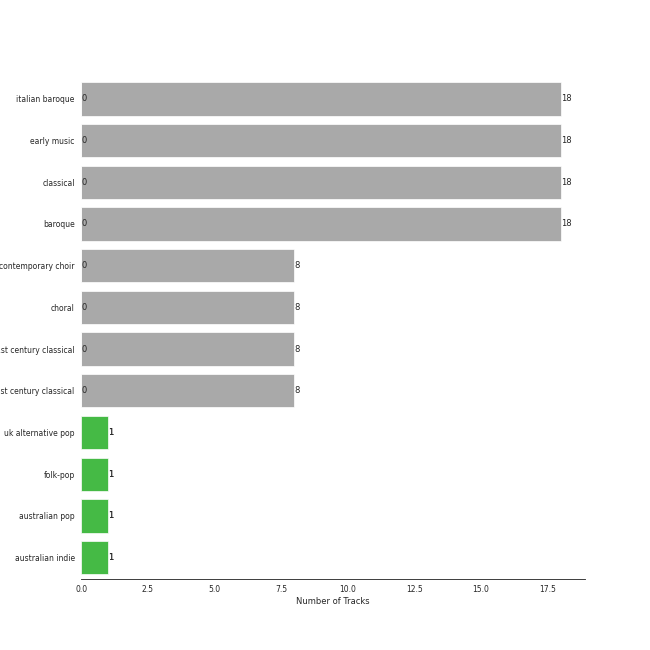 italian baroque 0 18
early music 0 18
classical 0 18
baroque 0 18
contemporary choir 0 8
choral 0 8
st century classical 0 8
st century classical 0 8
uk alternative pop 1
folk-pop 1
australian pop 1
australian indie 1
0.0 2.5 5.0 7.5 10.0 12.5 15.0 17.5
Number of Tracks